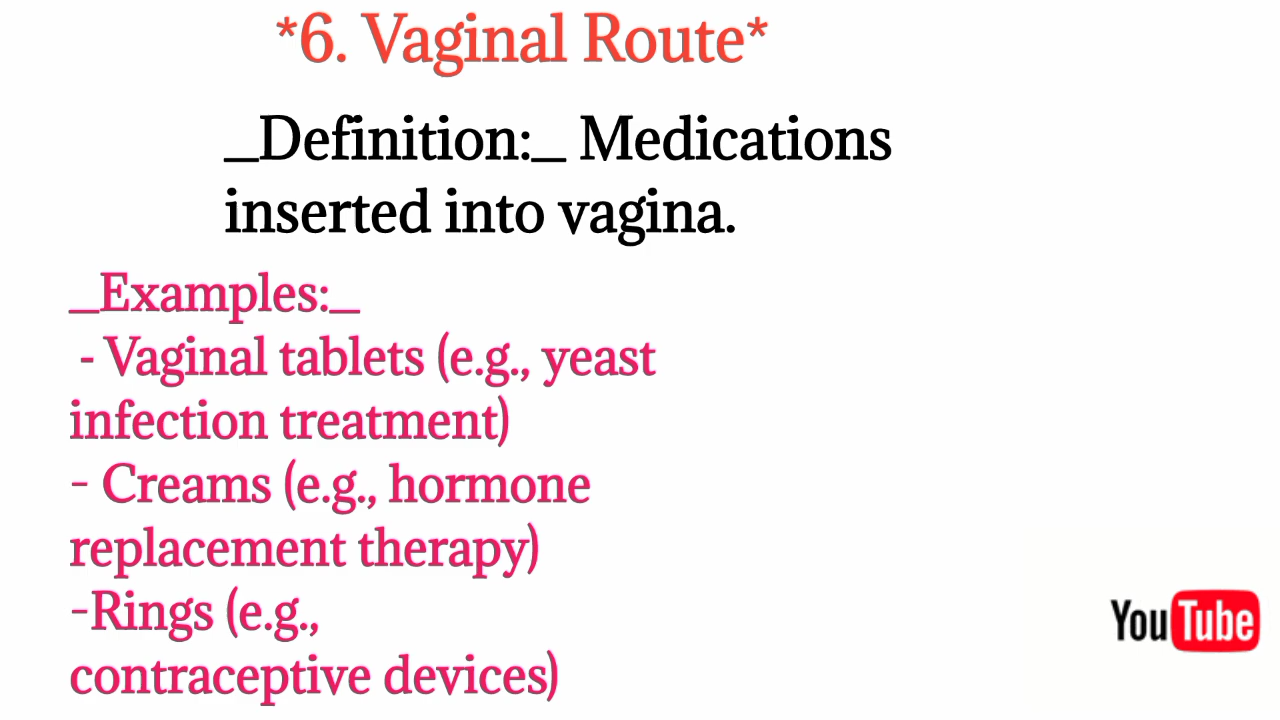 *6. Vaginal Route*
_Definition:_ Medications
inserted into vagina.
_Examples:_
- Vaginal tablets (e.g., yeast
infection treatment)
- Creams (e.g., hormone
replacement therapy)
-Rings (e.g.,
contraceptive devices)
YouTube